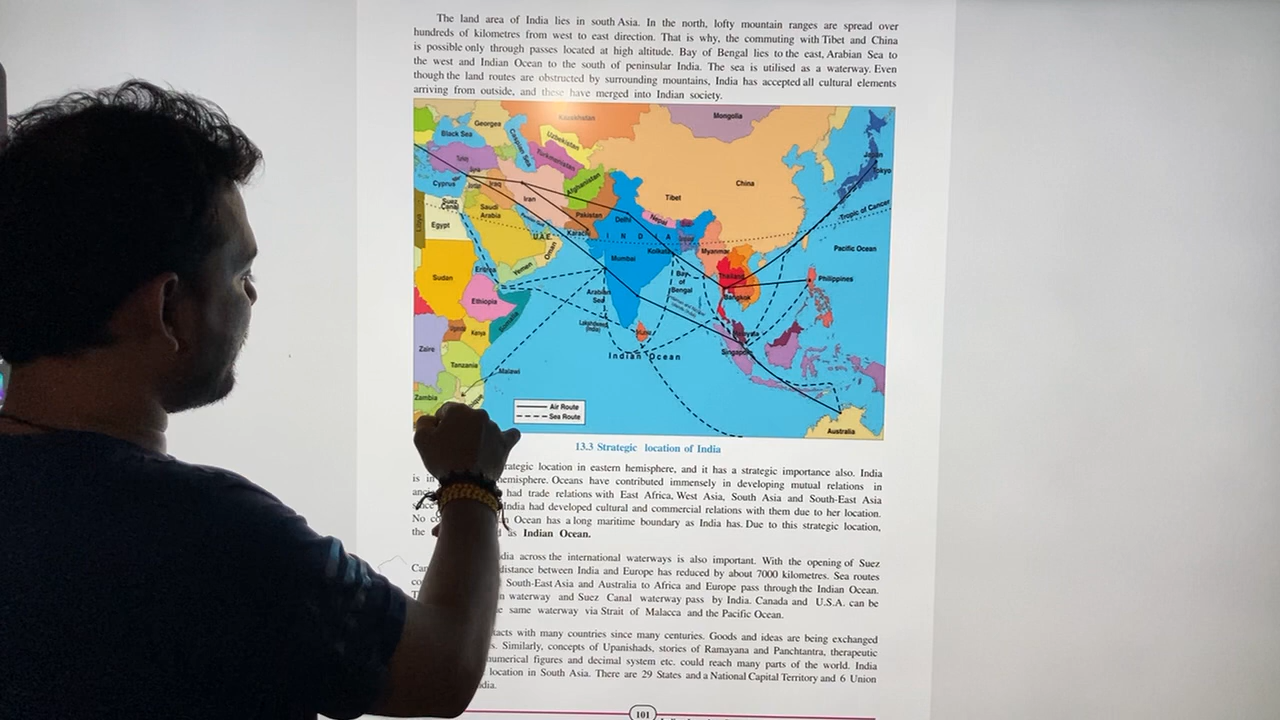 The land area of India lies in south Asia. In the north, lofty mountain ranges are spread over
hundreds of kilometres from west to east direction. That is why, the commuting with Tibet and China
is possible only through passes located at high altitude. Bay of Bengal lies to the east, Arabian Sea to
the west and Indian Ocean to the south of peninsular India. The sea is utilised as a waterway. Even
though the land routes are obstructed by surrounding mountains, India has accepted all cultural elements
arriving from outside, and these have merged into Indian society.
Kazakhstan
Mongolia
Georgea
Black Sea
Caspian Sea
Uzbekistan
Turkmenistan
Japan
Tokyo
Cyprus
Iraq
Iran
Afghanistan
Tibet
China
Suez
Canal
Saudi
Arabia
Pakistan
Delhi
Nepal
Tropic of Cancer
Libya
Egypt
U.A.E.
Oman
Karachi
I N D I A
Kolkata
Myanmar
Pacific Ocean
Mumbai
Sudan
Eritrea
Yemen
Bay
of
Bengal
Thailand
Philippines
Ethiopia
Somalia
Arabian
Sea
Bangkok
Lakshdweep
(India)
Uganda
Kenya
Zaire
Singapore
Indian Ocean
Tanzania
Malawi
Zambia
Air Route
Sea Route
Australia
13.3 Strategic location of India
rategic location in eastern hemisphere, and it has a strategic importance also. India
is in hemisphere. Oceans have contributed immensely in developing mutual relations in
had trade relations with East Africa, West Asia, South Asia and South-East Asia
since India had developed cultural and commercial relations with them due to her location.
No Ocean has a long maritime boundary as India has. Due to this strategic location,
the as Indian Ocean.
dia across the international waterways is also important. With the opening of Suez
distance between India and Europe has reduced by about 7000 kilometres. Sea routes
South-East Asia and Australia to Africa and Europe pass through the Indian Ocean.
n waterway and Suez Canal waterway pass by India. Canada and U.S.A. can be
same waterway via Strait of Malacca and the Pacific Ocean.
tacts with many countries since many centuries. Goods and ideas are being exchanged
s. Similarly, concepts of Upanishads, stories of Ramayana and Panchtantra, therapeutic
numerical figures and decimal system etc. could reach many parts of the world. India
location in South Asia. There are 29 States and a National Capital Territory and 6 Union
dia.
101